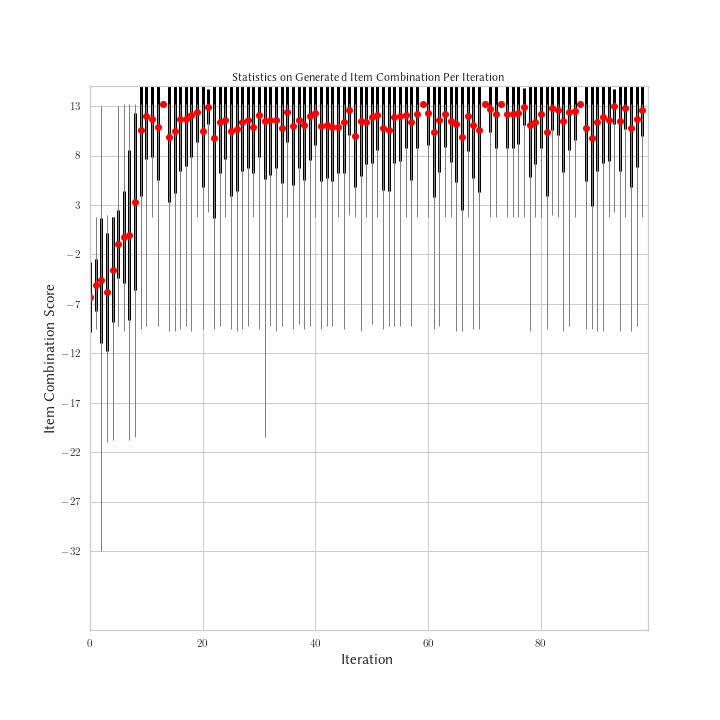 Statistics on Generated Item Combination Per Iteration
13
8
3
−2
−7
−12
−17
−22
−27
−32
Item Combination Score
0 20 40 60 80
Iteration